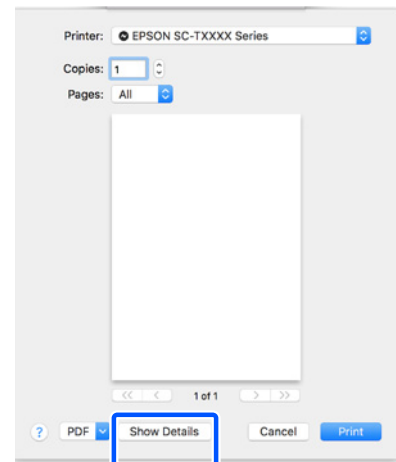 Printer: EPSON SC-TXXXX Series
Copies: 1
Pages: All
<< < 1 of 1 > >>
? PDF Show Details Cancel Print